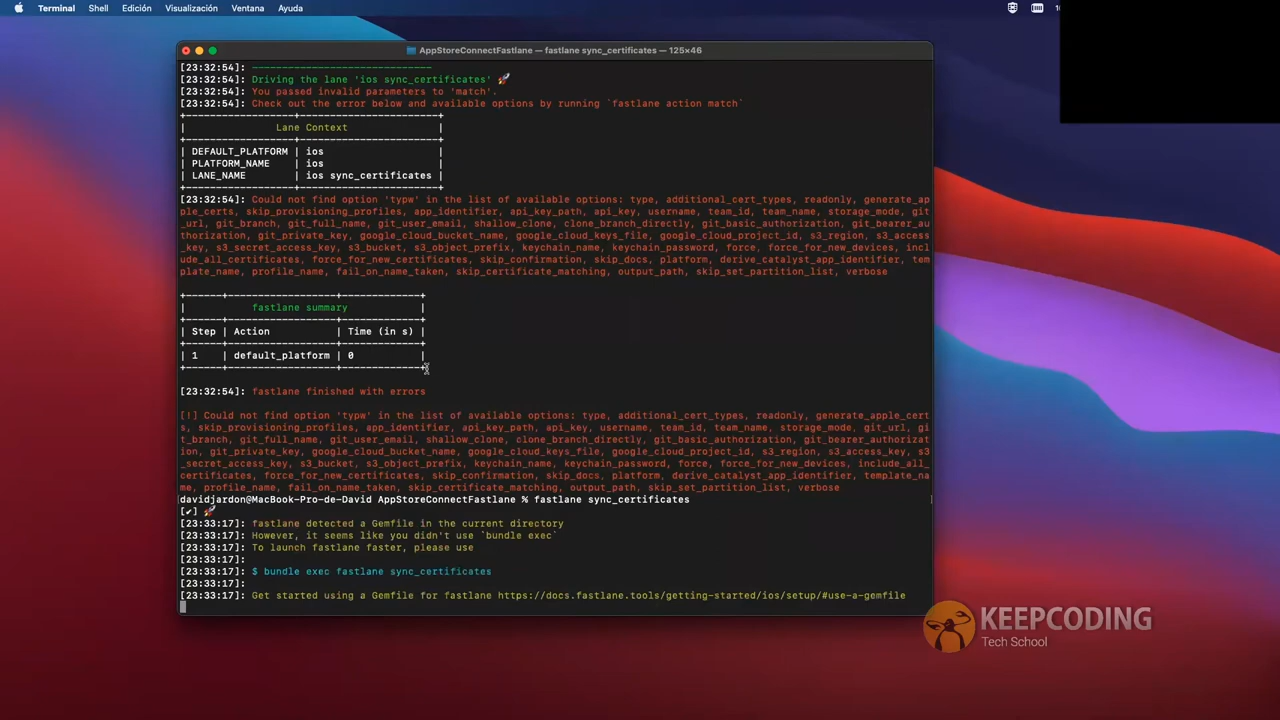 Terminal Shell Edición Visualización Ventana Ayuda
AppStoreConnectFastlane — fastlane sync_certificates — 125×46
[23:32:54]: ------------------------------
[23:32:54]: Driving the lane 'ios sync_certificates' 🚀
[23:32:54]: You passed invalid parameters to 'match'.
[23:32:54]: Check out the error below and available options by running `fastlane action match`
Lane Context
| DEFAULT_PLATFORM | ios |
| PLATFORM_NAME | ios |
| LANE_NAME | ios sync_certificates |
[23:32:54]: Could not find option 'typw' in the list of available options: type, additional_cert_types, readonly, generate_ap
ple_certs, skip_provisioning_profiles, app_identifier, api_key_path, api_key, username, team_id, team_name, storage_mode, git
_url, git_branch, git_full_name, git_user_email, shallow_clone, clone_branch_directly, git_basic_authorization, git_bearer_au
thorization, git_private_key, google_cloud_bucket_name, google_cloud_keys_file, google_cloud_project_id, s3_region, s3_access
_key, s3_secret_access_key, s3_bucket, s3_object_prefix, keychain_name, keychain_password, force, force_for_new_devices, incl
ude_all_certificates, force_for_new_certificates, skip_confirmation, skip_docs, platform, derive_catalyst_app_identifier, tem
plate_name, profile_name, fail_on_name_taken, skip_certificate_matching, output_path, skip_set_partition_list, verbose
fastlane summary
| Step | Action | Time (in s) |
| 1 | default_platform | 0 |
[23:32:54]: fastlane finished with errors
[!] Could not find option 'typw' in the list of available options: type, additional_cert_types, readonly, generate_apple_cert
s, skip_provisioning_profiles, app_identifier, api_key_path, api_key, username, team_id, team_name, storage_mode, git_url, gi
t_branch, git_full_name, git_user_email, shallow_clone, clone_branch_directly, git_basic_authorization, git_bearer_authorizat
ion, git_private_key, google_cloud_bucket_name, google_cloud_keys_file, google_cloud_project_id, s3_region, s3_access_key, s3
_secret_access_key, s3_bucket, s3_object_prefix, keychain_name, keychain_password, force, force_for_new_devices, include_all_
certificates, force_for_new_certificates, skip_confirmation, skip_docs, platform, derive_catalyst_app_identifier, template_na
me, profile_name, fail_on_name_taken, skip_certificate_matching, output_path, skip_set_partition_list, verbose
davidjardon@MacBook-Pro-de-David AppStoreConnectFastlane % fastlane sync_certificates
[✔] 🚀
[23:33:17]: fastlane detected a Gemfile in the current directory
[23:33:17]: However, it seems like you didn't use `bundle exec`
[23:33:17]: To launch fastlane faster, please use
[23:33:17]:
[23:33:17]: $ bundle exec fastlane sync_certificates
[23:33:17]:
[23:33:17]: Get started using a Gemfile for fastlane https://docs.fastlane.tools/getting-started/ios/setup/#use-a-gemfile
KEEPCODING
Tech School